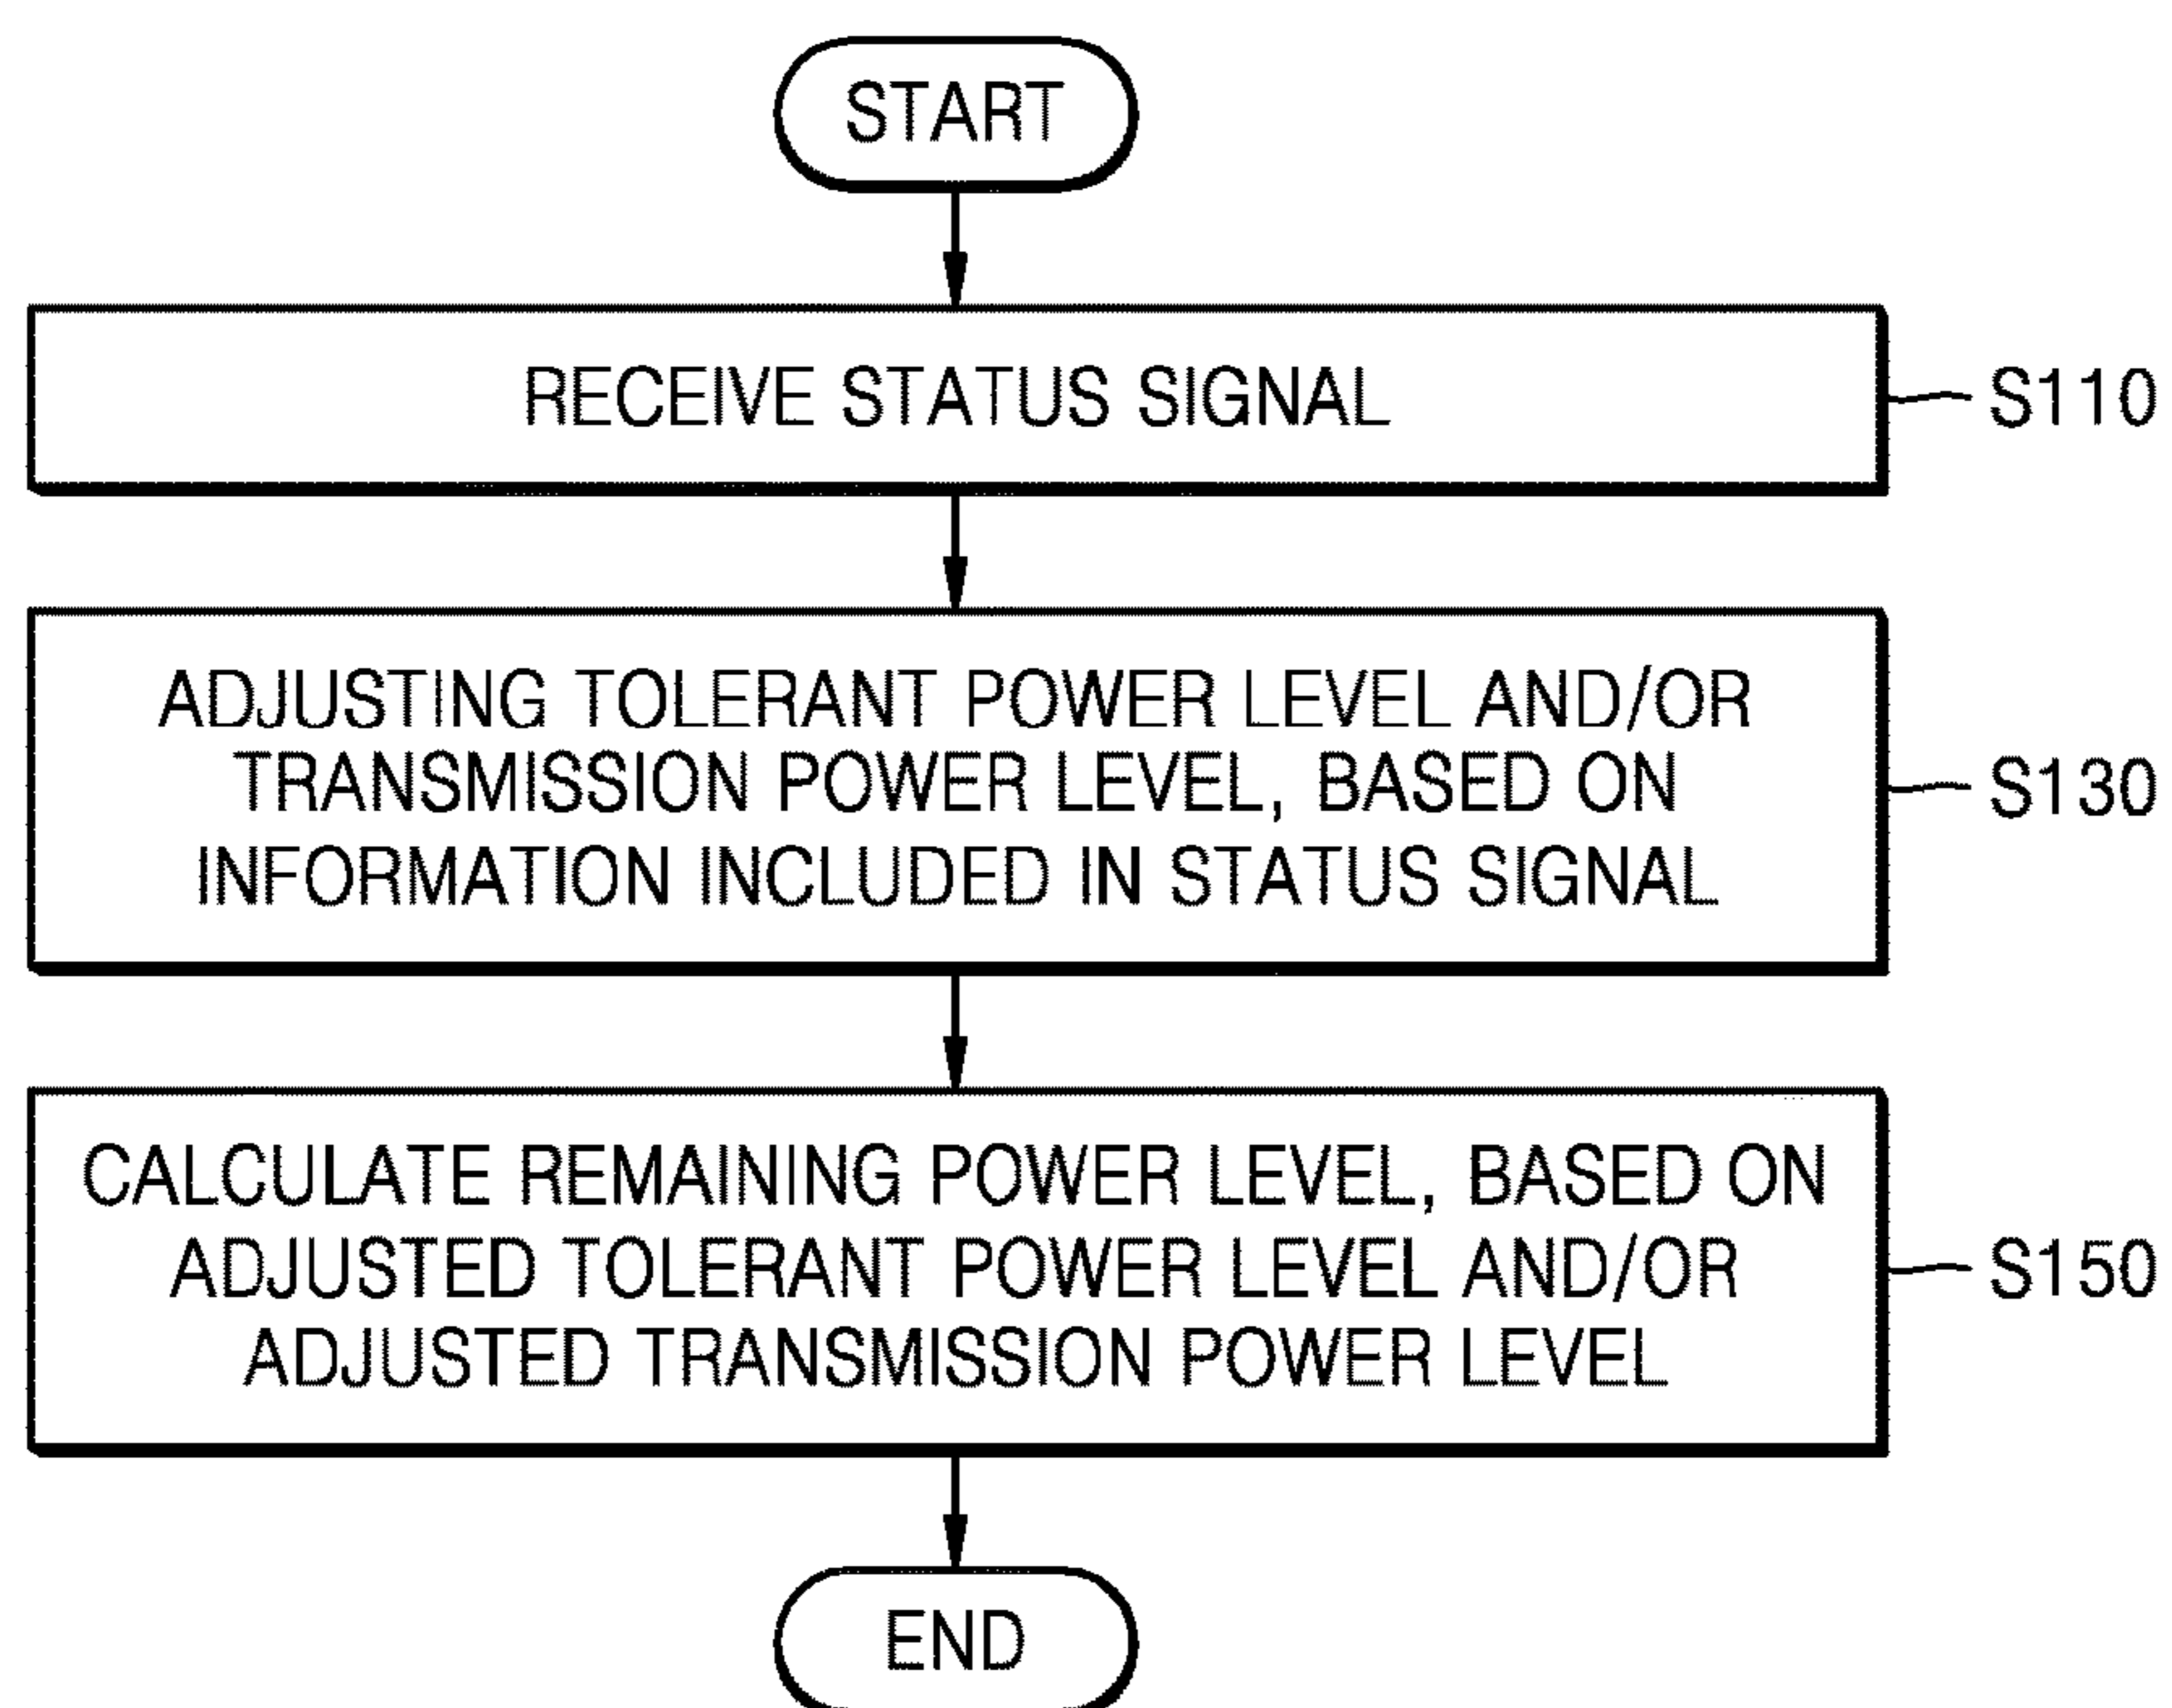 START
RECEIVE STATUS SIGNAL
S110
ADJUSTING TOLERANT POWER LEVEL AND/OR
TRANSMISSION POWER LEVEL, BASED ON
INFORMATION INCLUDED IN STATUS SIGNAL
S130
CALCULATE REMAINING POWER LEVEL, BASED ON
ADJUSTED TOLERANT POWER LEVEL AND/OR
ADJUSTED TRANSMISSION POWER LEVEL
S150
END